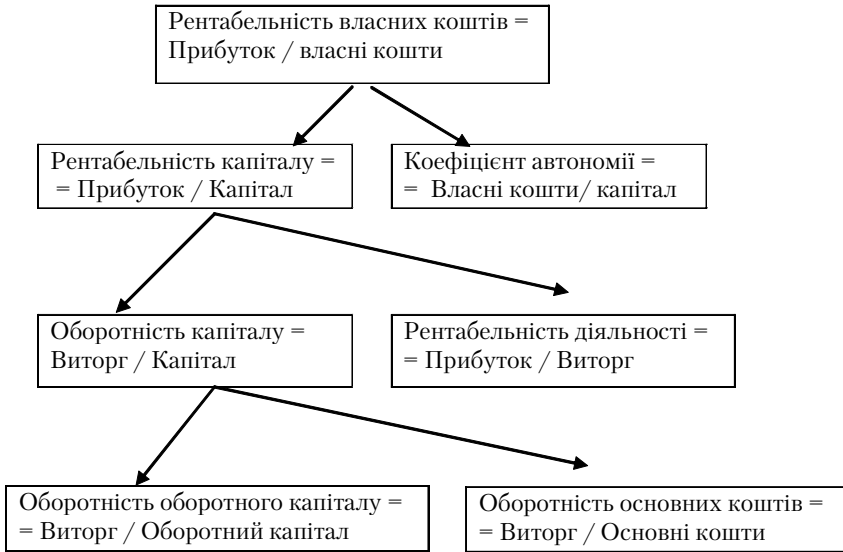 Рентабельність власних коштів =
Прибуток / власні кошти
Рентабельність капіталу =
= Прибуток / Капітал
Коефіцієнт автономії =
= Власні кошти/ капітал
Оборотність капіталу =
Виторг / Капітал
Рентабельність діяльності =
= Прибуток / Виторг
Оборотність оборотного капіталу =
= Виторг / Оборотний капітал
Оборотність основних коштів =
= Виторг / Основні кошти